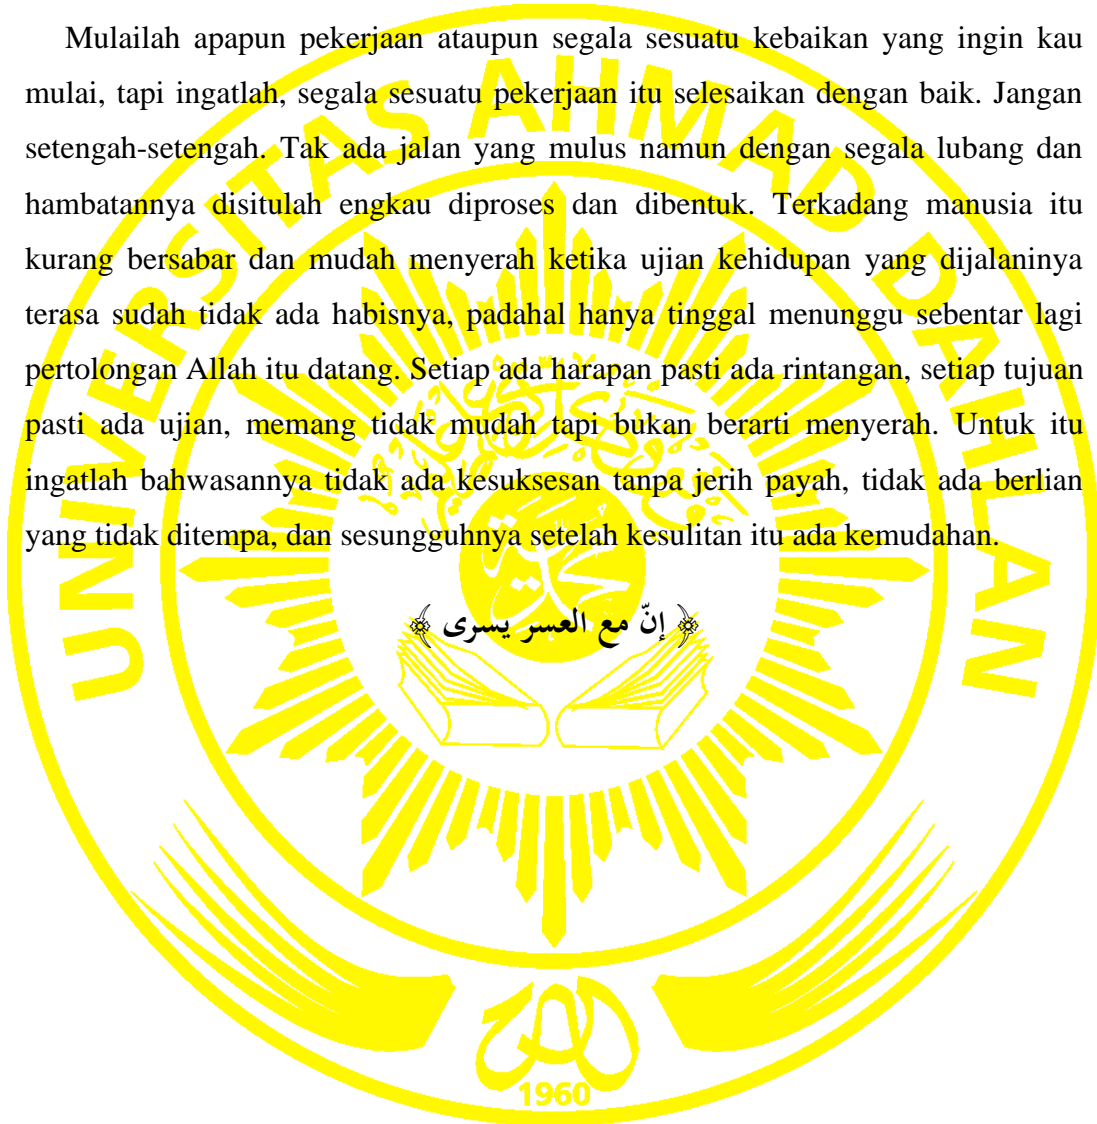 Mulailah apapun pekerjaan ataupun segala sesuatu kebaikan yang ingin kau
mulai, tapi ingatlah, segala sesuatu pekerjaan itu selesaikan dengan baik. Jangan
setengah-setengah. Tak ada jalan yang mulus namun dengan segala lubang dan
hambatannya disitulah engkau diproses dan dibentuk. Terkadang manusia itu
kurang bersabar dan mudah menyerah ketika ujian kehidupan yang dijalaninya
terasa sudah tidak ada habisnya, padahal hanya tinggal menunggu sebentar lagi
pertolongan Allah itu datang. Setiap ada harapan pasti ada rintangan, setiap tujuan
pasti ada ujian, memang tidak mudah tapi bukan berarti menyerah. Untuk itu
ingatlah bahwasannya tidak ada kesuksesan tanpa jerih payah, tidak ada berlian
yang tidak ditempa, dan sesungguhnya setelah kesulitan itu ada kemudahan.
﴿ إنّ مع العسر يسرى ﴾
UNIVERSITAS AHMAD DAHLAN
1960